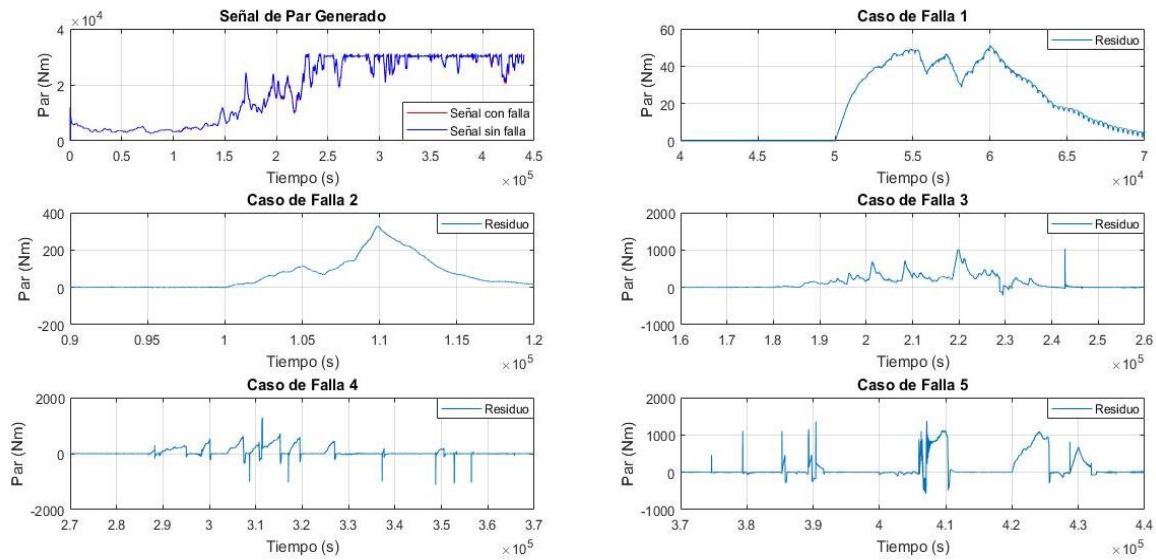 Señal de Par Generado
× 10^4
4
2
0
Par (Nm)
Señal con falla
Señal sin falla
0 0.5 1 1.5 2 2.5 3 3.5 4 4.5
Tiempo (s)
× 10^5
Caso de Falla 1
60
40
20
0
Par (Nm)
Residuo
4 4.5 5 5.5 6 6.5 7
Tiempo (s)
× 10^4
Caso de Falla 2
400
200
0
-200
Par (Nm)
Residuo
0.9 0.95 1 1.05 1.1 1.15 1.2
Tiempo (s)
× 10^5
Caso de Falla 3
2000
1000
0
-1000
Par (Nm)
Residuo
1.6 1.7 1.8 1.9 2 2.1 2.2 2.3 2.4 2.5 2.6
Tiempo (s)
× 10^5
Caso de Falla 4
2000
0
-2000
Par (Nm)
Residuo
2.7 2.8 2.9 3 3.1 3.2 3.3 3.4 3.5 3.6 3.7
Tiempo (s)
× 10^5
Caso de Falla 5
2000
1000
0
-1000
Par (Nm)
Residuo
3.7 3.8 3.9 4 4.1 4.2 4.3 4.4
Tiempo (s)
× 10^5